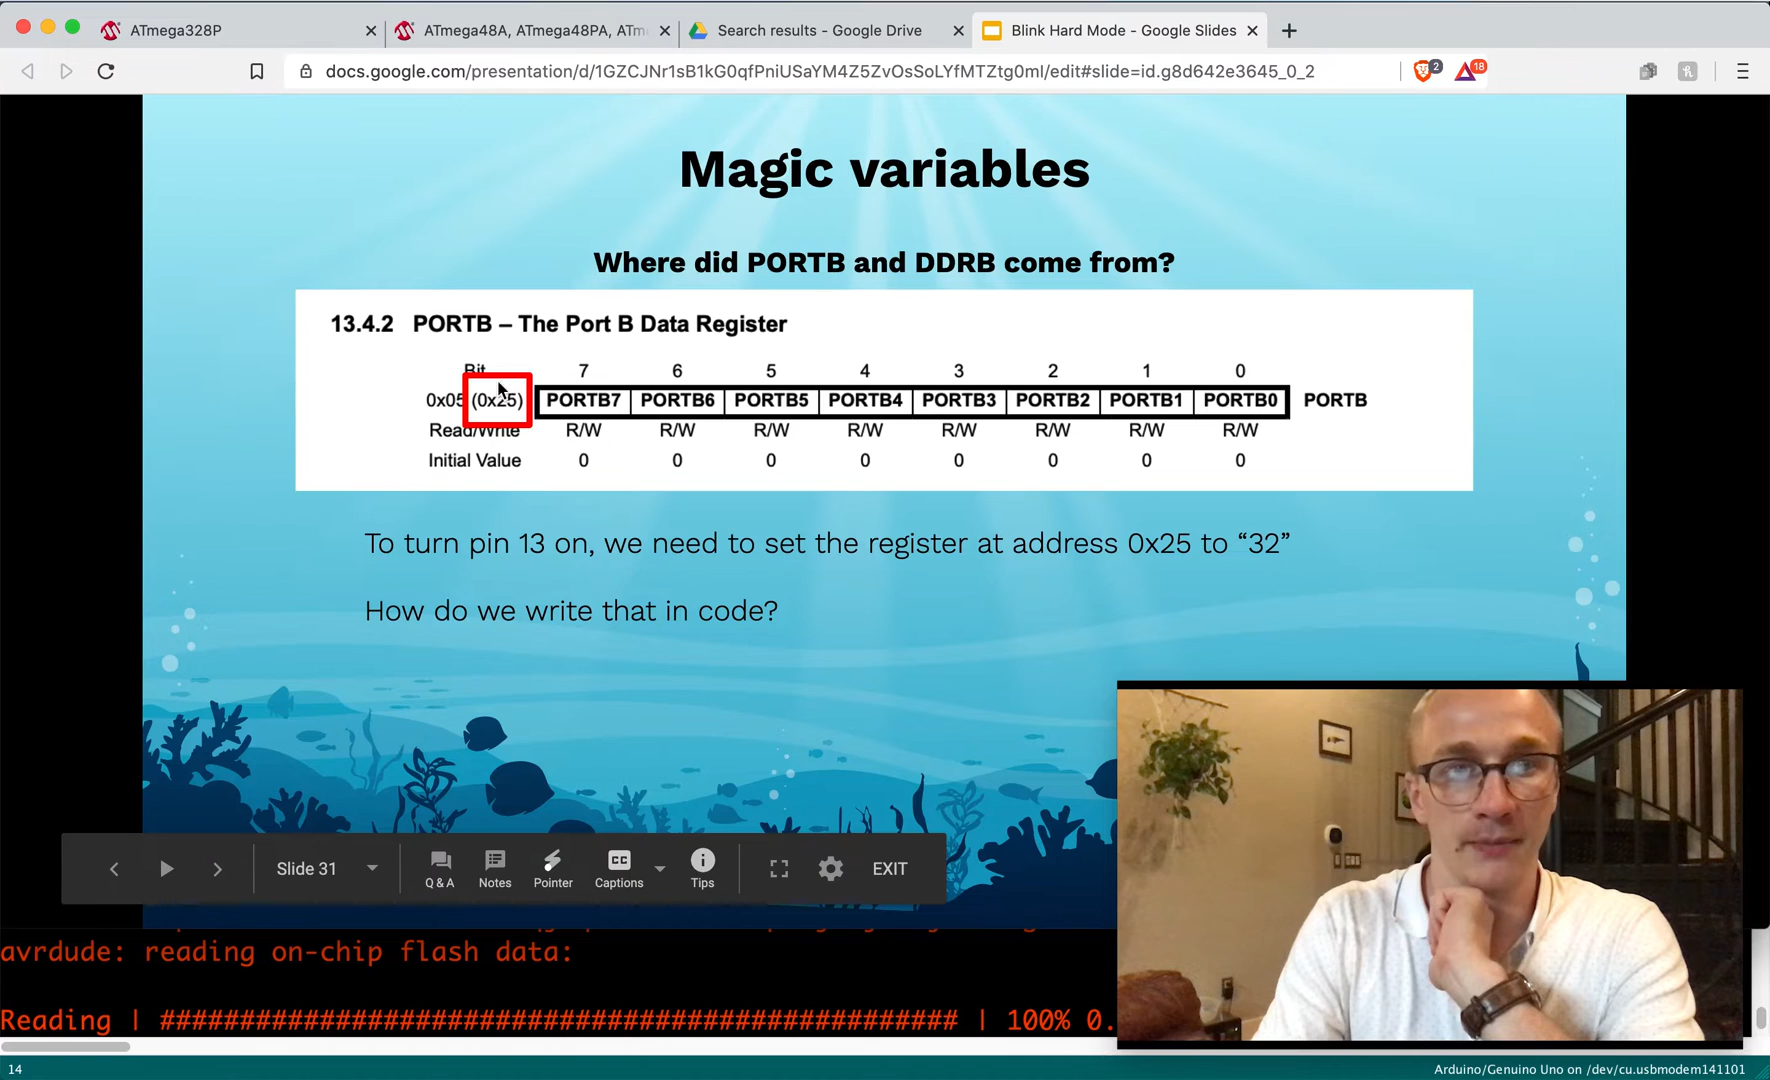 ATmega328P
ATmega48A, ATmega48PA, ATm
Search results - Google Drive
Blink Hard Mode - Google Slides
docs.google.com/presentation/d/1GZCJNr1sB1kG0qfPniUSaYM4Z5ZvOsSoLYfMTZtg0mI/edit#slide=id.g8d642e3645_0_2
2
18
Magic variables
Where did PORTB and DDRB come from?
13.4.2 PORTB – The Port B Data Register
Bit 7 6 5 4 3 2 1 0
0x05 (0x25) PORTB7 PORTB6 PORTB5 PORTB4 PORTB3 PORTB2 PORTB1 PORTB0 PORTB
Read/Write R/W R/W R/W R/W R/W R/W R/W R/W
Initial Value 0 0 0 0 0 0 0 0
To turn pin 13 on, we need to set the register at address 0x25 to “32”
How do we write that in code?
Slide 31
Q & A
Notes
Pointer
CC
Captions
Tips
EXIT
avrdude: reading on-chip flash data:
Reading | ################################################## | 100% 0.
14
Arduino/Genuino Uno on /dev/cu.usbmodem141101